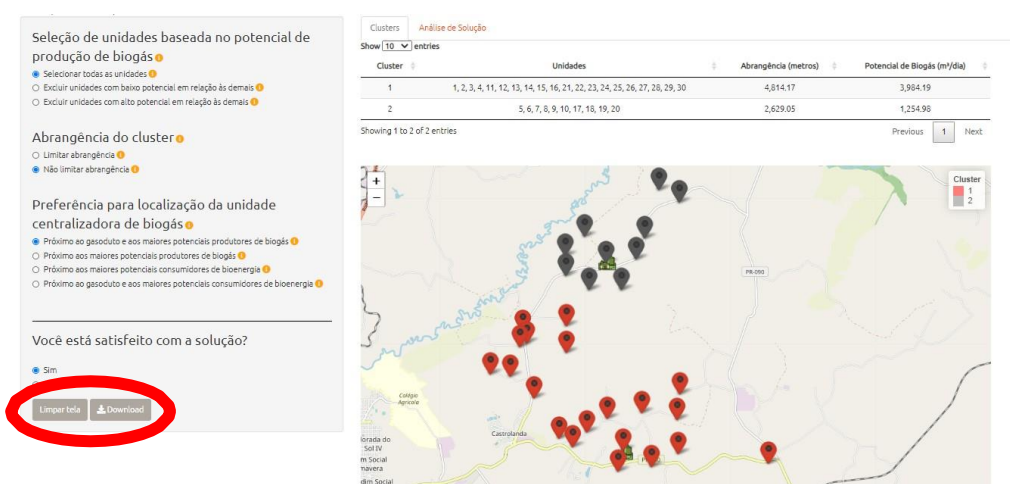 Seleção de unidades baseada no potencial de
produção de biogás
Selecionar todas as unidades
Excluir unidades com baixo potencial em relação às demais
Excluir unidades com alto potencial em relação às demais
Abrangência do cluster
Limitar abrangência
Não limitar abrangência
Preferência para localização da unidade
centralizadora de biogás
Próximo ao gasoduto e aos maiores potenciais produtores de biogás
Próximo aos maiores potenciais produtores de biogás
Próximo aos maiores potenciais consumidores de bioenergia
Próximo ao gasoduto e aos maiores potenciais consumidores de bioenergia
Você está satisfeito com a solução?
Sim
Limpar tela Download
Clusters Análise de Solução
Show 10 entries
Cluster Unidades Abrangência (metros) Potencial de Biogás (m³/dia)
1 1, 2, 3, 4, 11, 12, 13, 14, 15, 16, 21, 22, 23, 24, 25, 26, 27, 28, 29, 30 4,814.17 3,984.19
2 5, 6, 7, 8, 9, 10, 17, 18, 19, 20 2,629.05 1,254.98
Showing 1 to 2 of 2 entries Previous 1 Next
+
−
Cluster
1
2
PR-090
Colégio
Agrícola
Castrolanda
orada do
Sol IV
m Social
mavera
dim Social